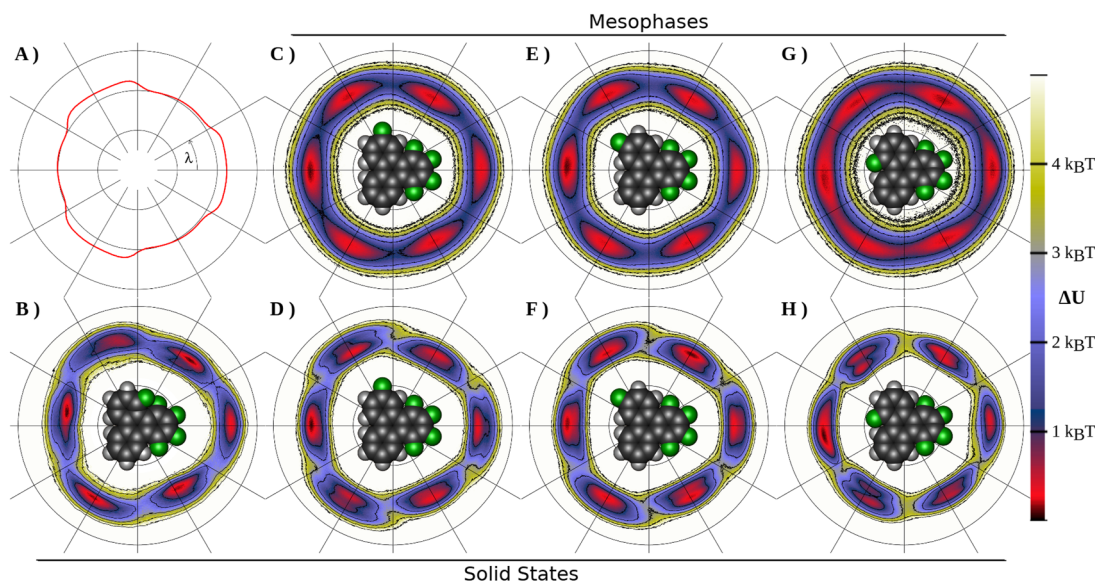 Mesophases
A )
C )
E )
G )
λ
4 kBT
3 kBT
ΔU
2 kBT
1 kBT
B )
D )
F )
H )
Solid States